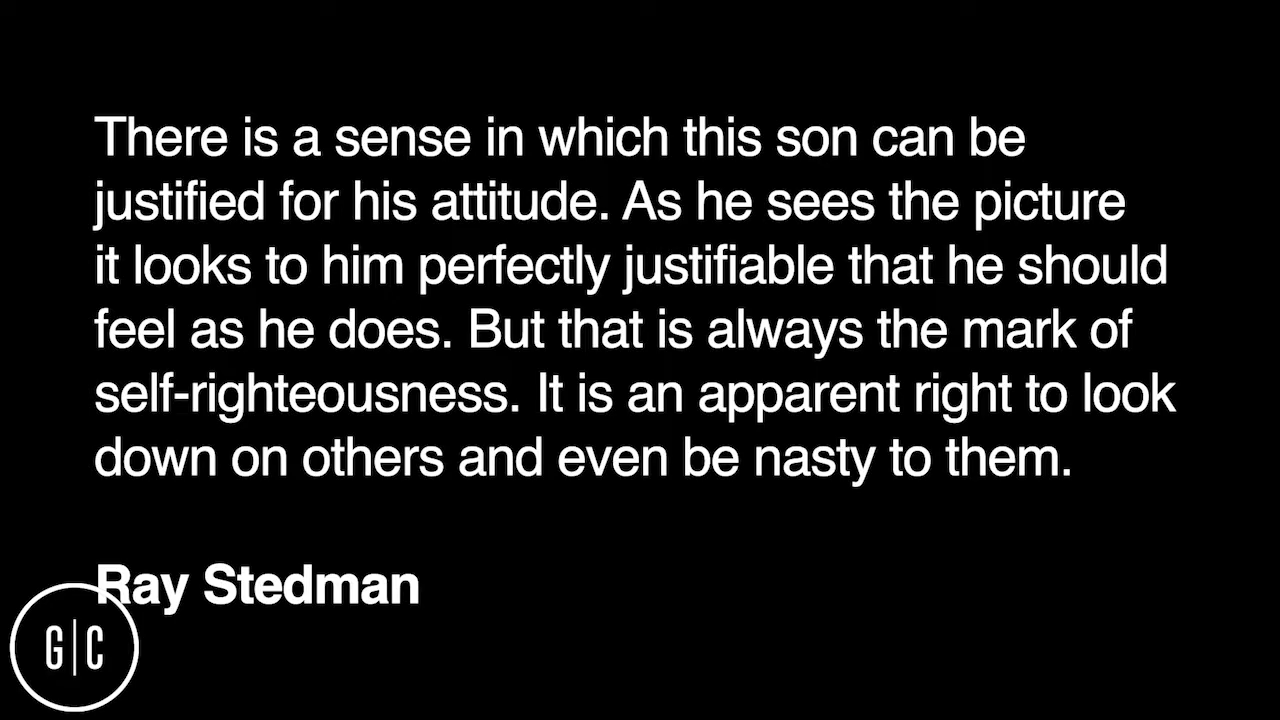 There is a sense in which this son can be
justified for his attitude. As he sees the picture
it looks to him perfectly justifiable that he should
feel as he does. But that is always the mark of
self-righteousness. It is an apparent right to look
down on others and even be nasty to them.
Ray Stedman
G|C